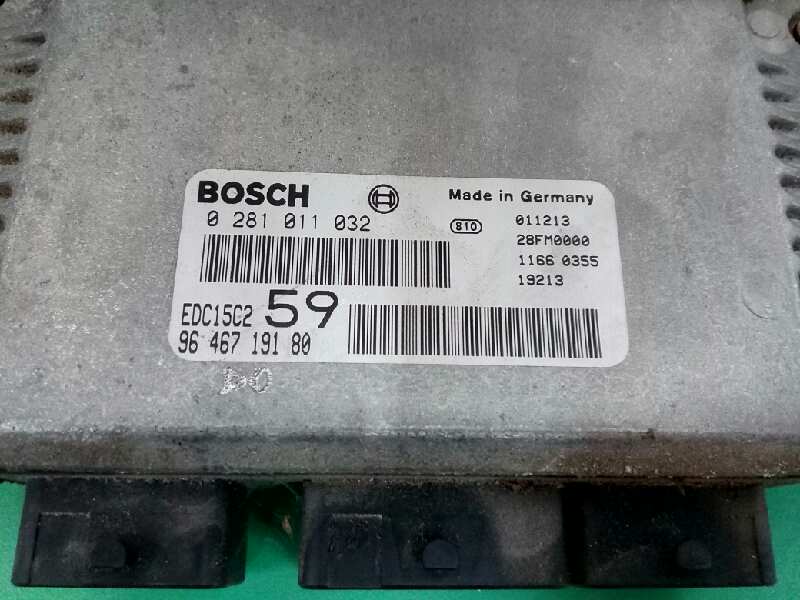 BOSCH
Made in Germany
0 281 011 032
810
011213
28FM0000
1166 0355
19213
EDC15C2 59
96 467 191 80